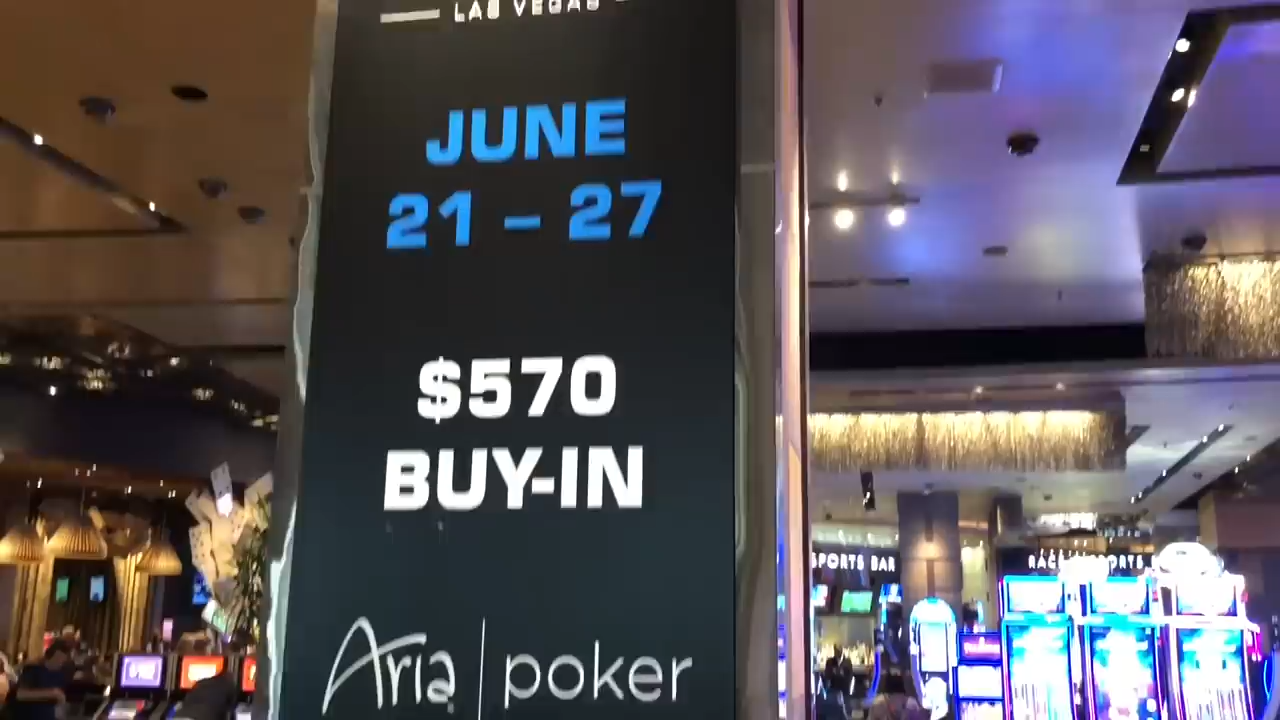 LAS VEGAS
JUNE
21 – 27
$570
BUY-IN
Aria | poker
SPORTS BAR